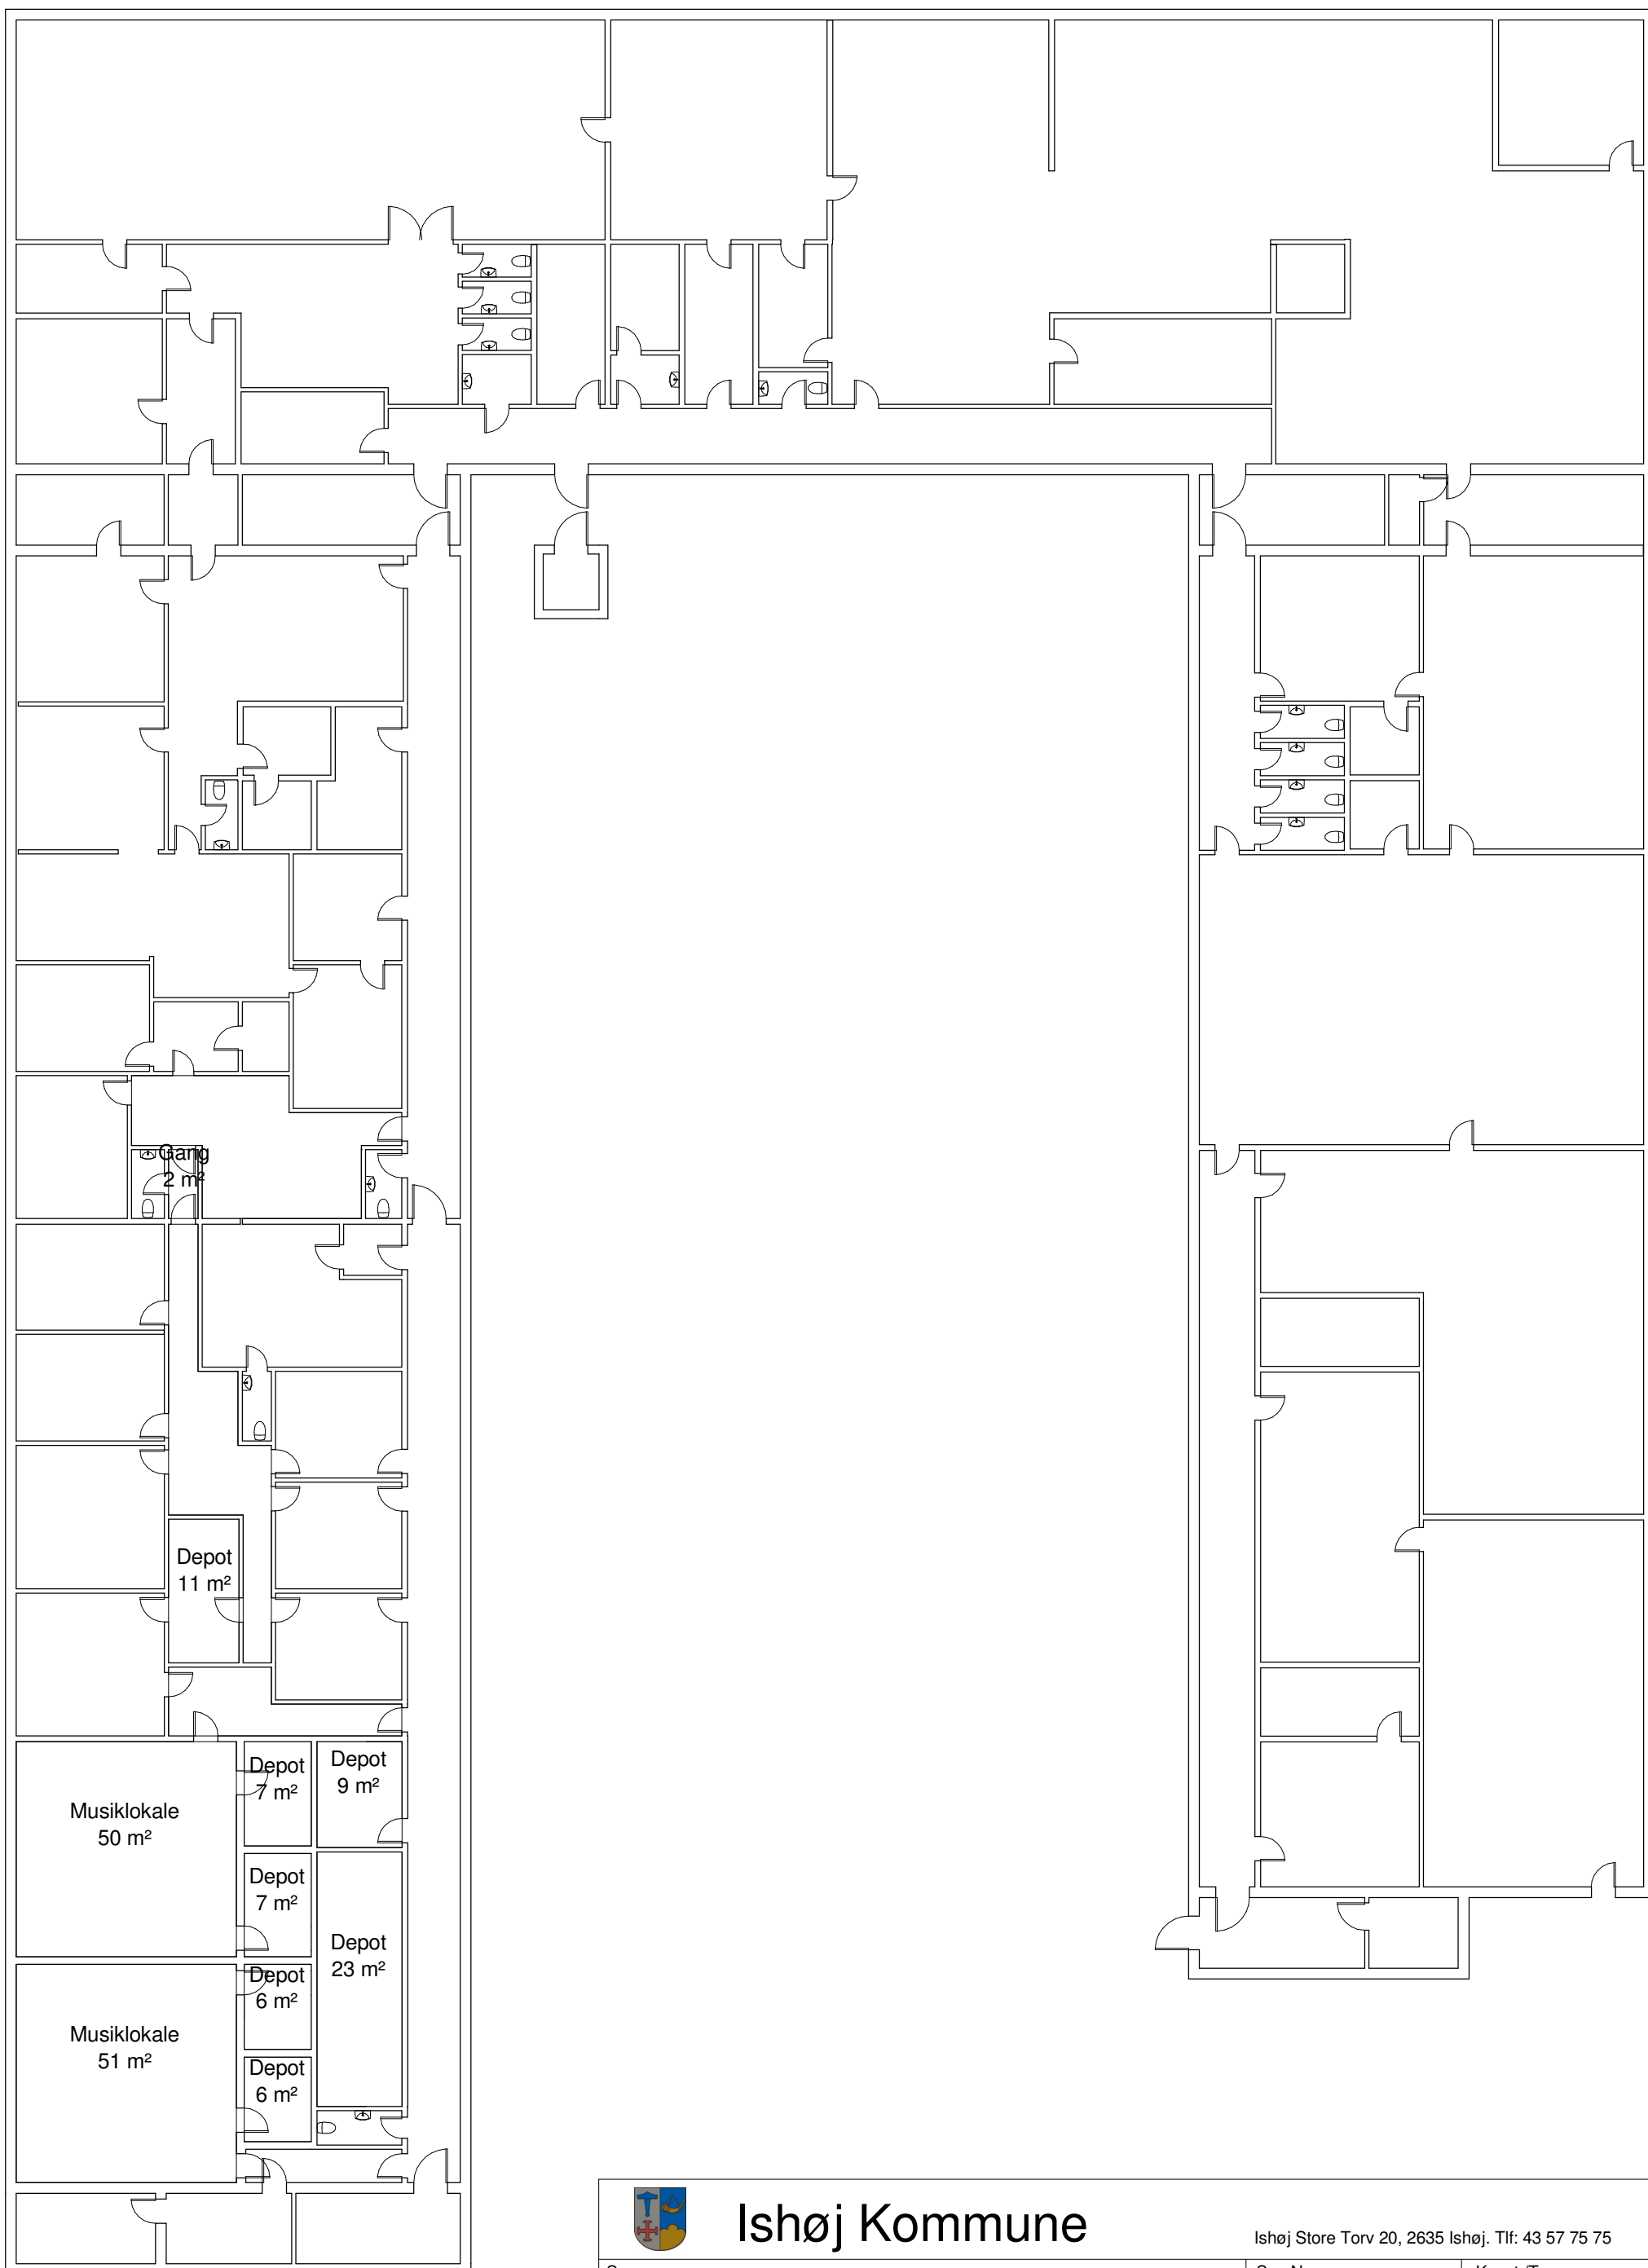 Gang
2 m²
Depot
11 m²
Depot
7 m²
Depot
9 m²
Musiklokale
50 m²
Depot
7 m²
Depot
23 m²
Depot
6 m²
Musiklokale
51 m²
Depot
6 m²
Ishøj Kommune
Ishøj Store Torv 20, 2635 Ishøj. Tlf: 43 57 75 75